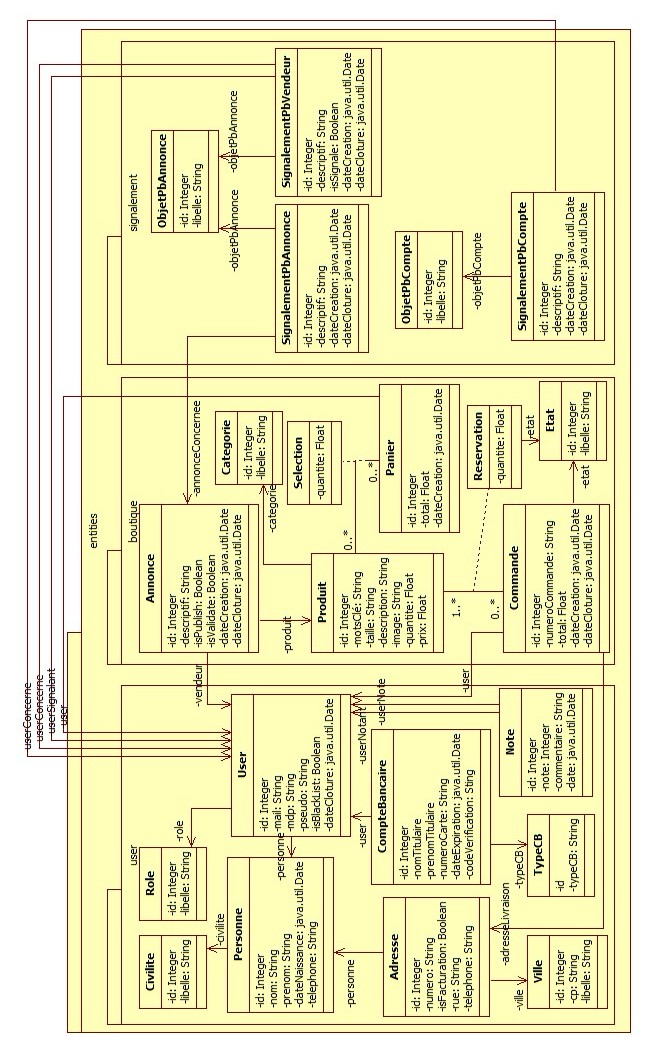 entities
user
Civilite
-id: Integer
-libelle: String
Role
-id: Integer
-libelle: String
-civilite
-role
Personne
-id: Integer
-nom: String
-prenom: String
-dateNaissance: java.util.Date
-telephone: String
-personne
User
-id: Integer
-mail: String
-mdp: String
-pseudo: String
-isBlackList: Boolean
-dateCloture: java.util.Date
-personne
-user
-userNotant
-userNote
Adresse
-id: Integer
-numero: String
-isFacturation: Boolean
-rue: String
-telephone: String
CompteBancaire
-id: Integer
-nomTitulaire
-prenomTitulaire
-numeroCarte: String
-dateExpiration: java.util.Date
-codeVerification: Sting
-ville
-adresseLivraison
-typeCB
Ville
-id: Integer
-cp: String
-libelle: String
TypeCB
-id
-typeCB: String
Note
-id: Integer
-note: Integer
-commentaire: String
-date: java.util.Date
-userConcerne
-userConcerne
-userSignalant
-user
-vendeur
-user
boutique
Annonce
-id: Integer
-descriptif: String
-isPublish: Boolean
-isValidate: Boolean
-dateCreation: java.util.Date
-dateCloture: java.util.Date
-annonceConcernee
Categorie
-id: Integer
-libelle: String
-categorie
-produit
Selection
-quantite: Float
Produit
-id: Integer
-motsClé: String
-taille: String
-description: String
-image: String
-quantite: Float
-prix: Float
0..*
0..*
Panier
-id: Integer
-total: Float
-dateCreation: java.util.Date
1..*
0..*
Reservation
-quantite: Float
-etat
Commande
-id: Integer
-numeroCommande: String
-total: Float
-dateCreation: java.util.Date
-dateCloture: java.util.Date
-etat
Etat
-id: Integer
-libelle: String
signalement
ObjetPbAnnonce
-id: Integer
-libelle: String
-objetPbAnnonce
-objetPbAnnonce
SignalementPbAnnonce
-id: Integer
-descriptif: String
-dateCreation: java.util.Date
-dateCloture: java.util.Date
SignalementPbVendeur
-id: Integer
-descriptif: String
-isSignale: Boolean
-dateCreation: java.util.Date
-dateCloture: java.util.Date
ObjetPbCompte
-id: Integer
-libelle: String
-objetPbCompte
SignalementPbCompte
-id: Integer
-descriptif: String
-dateCreation: java.util.Date
-dateCloture: java.util.Date